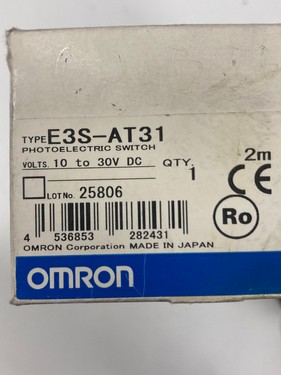 TYPE E3S-AT31
PHOTOELECTRIC SWITCH
VOLTS. 10 to 30V DC QTY. 1
2m
LOT No. 25806
CE
Ro
4 536853 282431
OMRON Corporation MADE IN JAPAN
OMRON